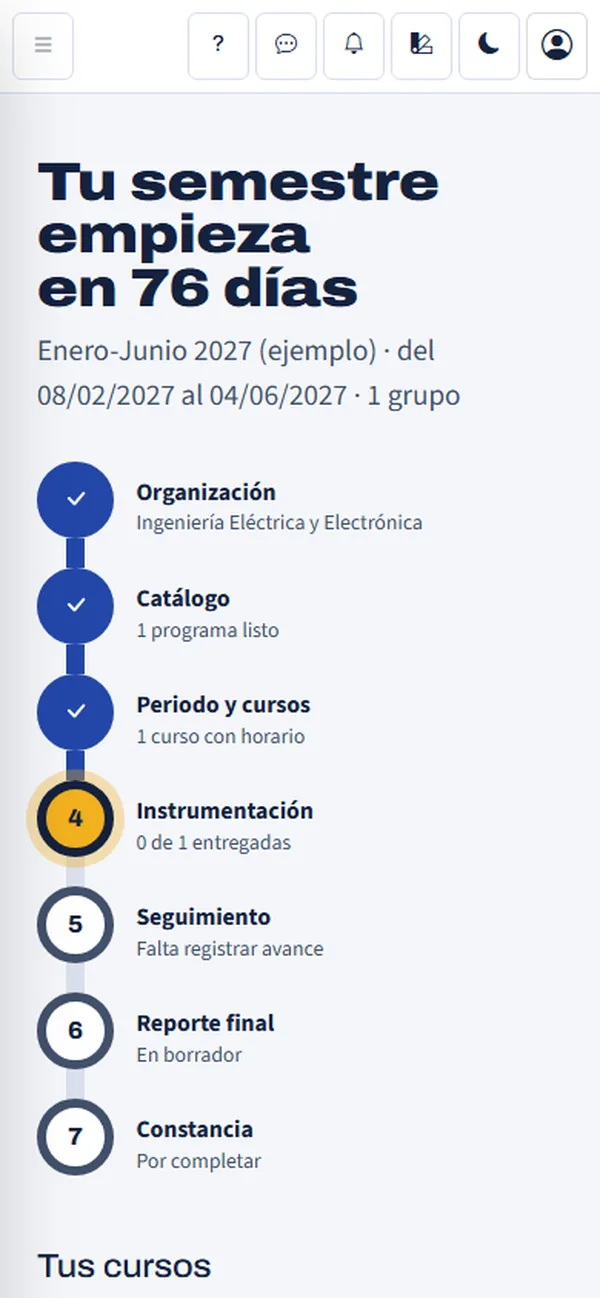 ?
Tu semestre
empieza
en 76 días
Enero-Junio 2027 (ejemplo) · del
08/02/2027 al 04/06/2027 · 1 grupo
Organización
Ingeniería Eléctrica y Electrónica
Catálogo
1 programa listo
Periodo y cursos
1 curso con horario
4
Instrumentación
0 de 1 entregadas
5
Seguimiento
Falta registrar avance
6
Reporte final
En borrador
7
Constancia
Por completar
Tus cursos